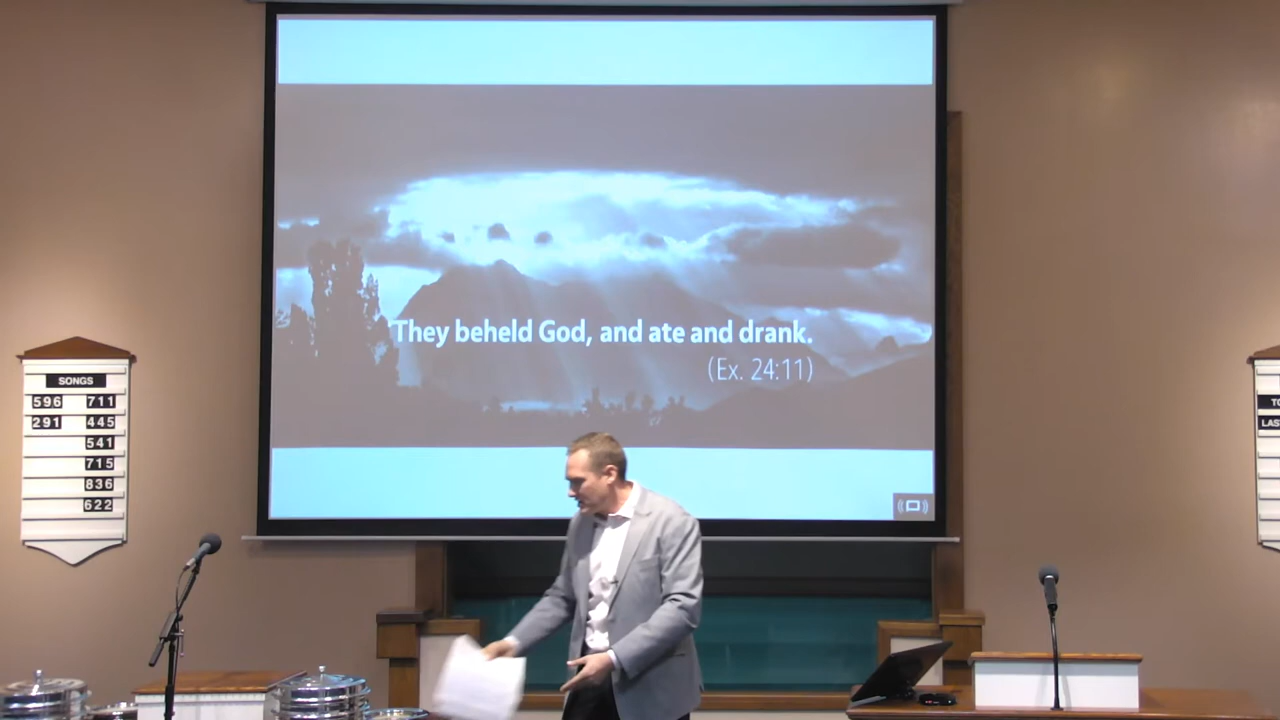 They beheld God, and ate and drank.
(Ex. 24:11)
SONGS
596 711
291 445
541
715
836
622
LAS